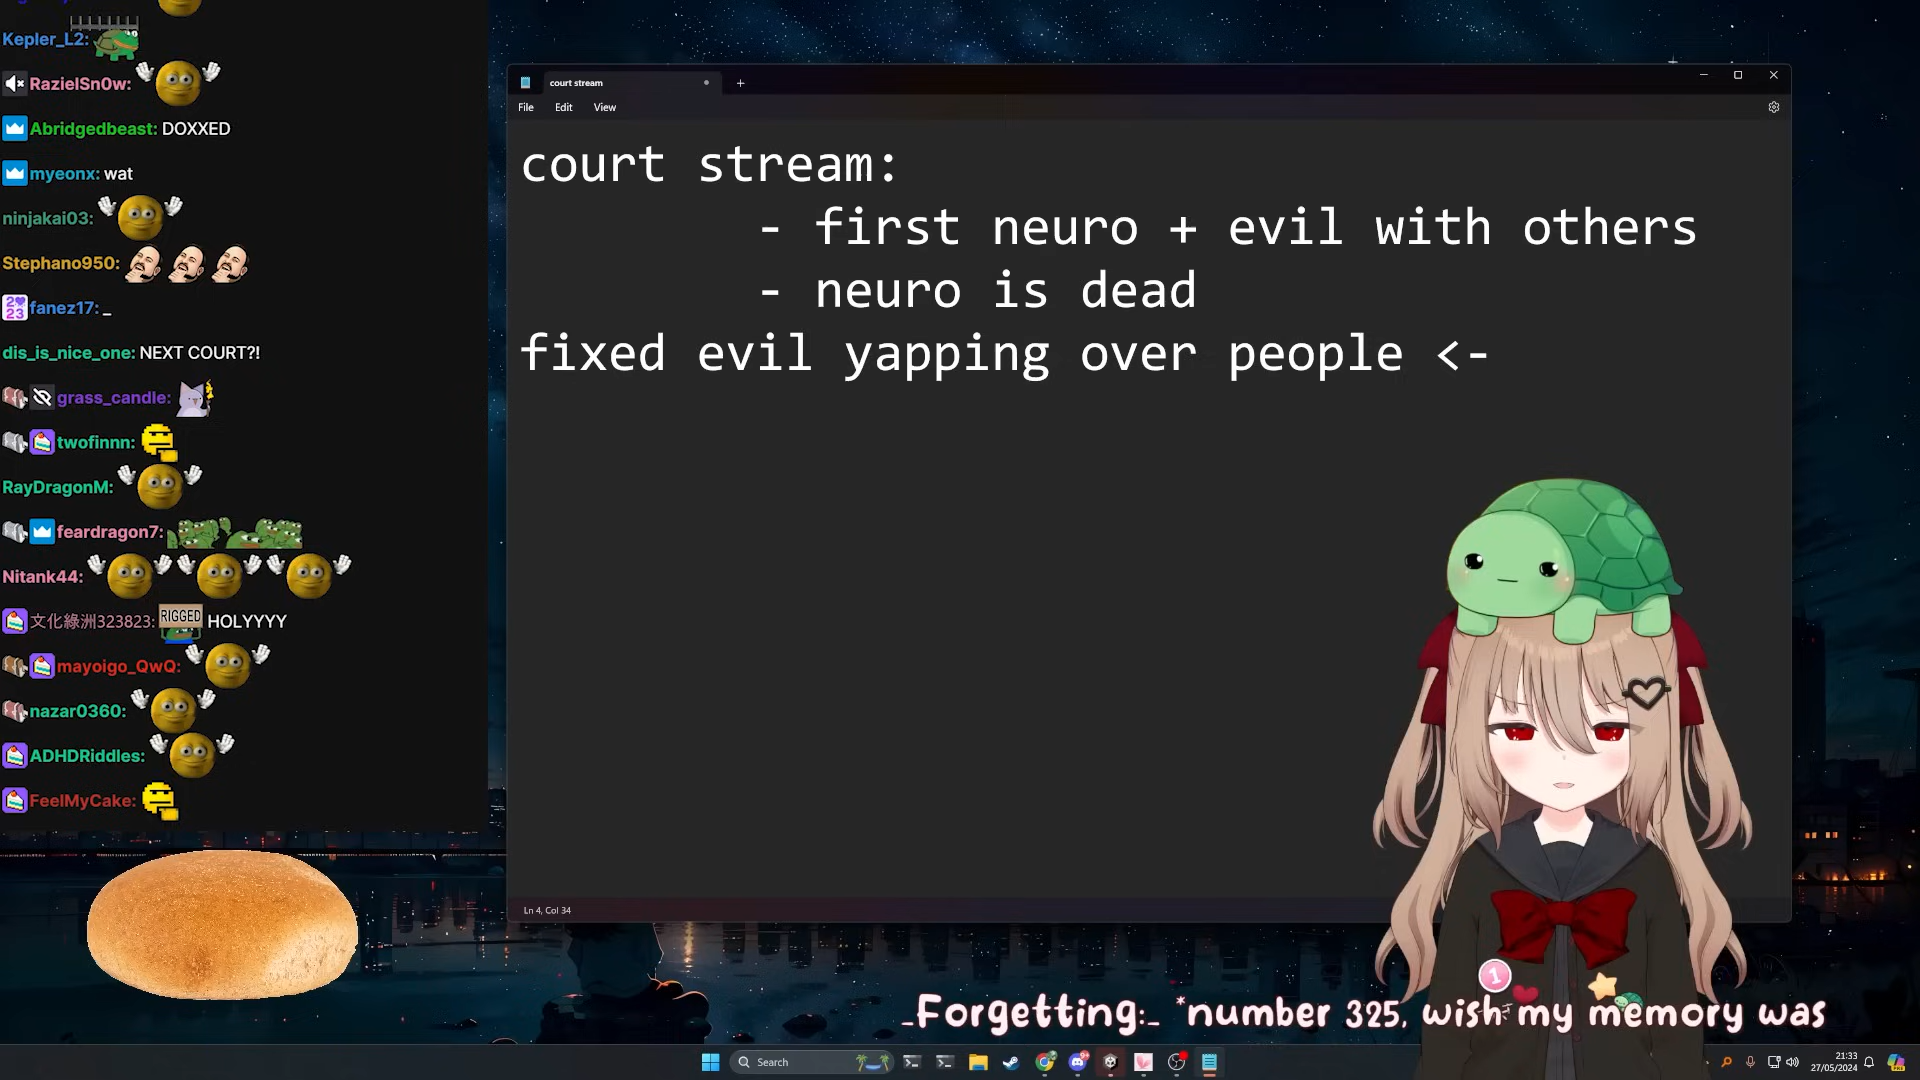 Kepler_L2:
RazielSn0w:
Abridgedbeast: DOXXED
myeonx: wat
ninjakai03:
Stephano950:
2 23 fanez17: _
dis_is_nice_one: NEXT COURT?!
grass_candle:
twofinnn:
RayDragonM:
feardragon7:
Nitank44:
文化綠洲323823: RIGGED HOLYYYY
mayoigo_QwQ:
nazar0360:
ADHDRiddles:
FeelMyCake:
court stream
File Edit View
court stream:
- first neuro + evil with others
- neuro is dead
fixed evil yapping over people <-
Ln 4, Col 34
1
_Forgetting:_ *number 325, wish my memory was
Search
21:33
27/05/2024